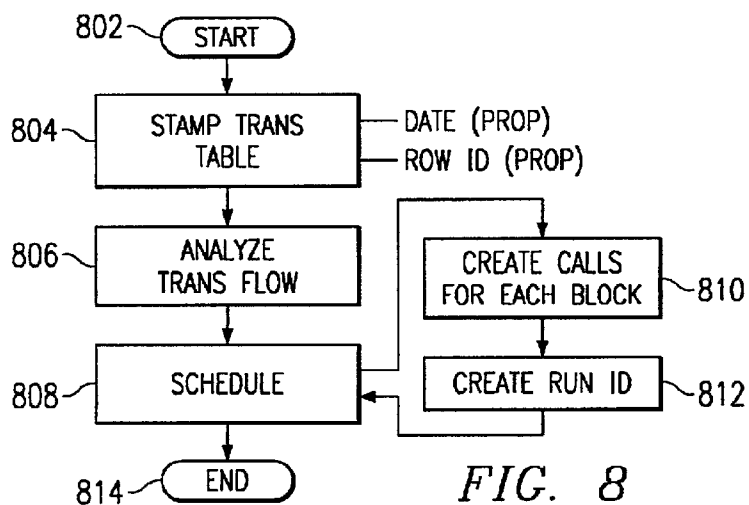 802
START
804
STAMP TRANS
TABLE
DATE (PROP)
ROW ID (PROP)
806
ANALYZE
TRANS FLOW
CREATE CALLS
FOR EACH BLOCK
810
808
SCHEDULE
CREATE RUN ID
812
814
END
FIG. 8